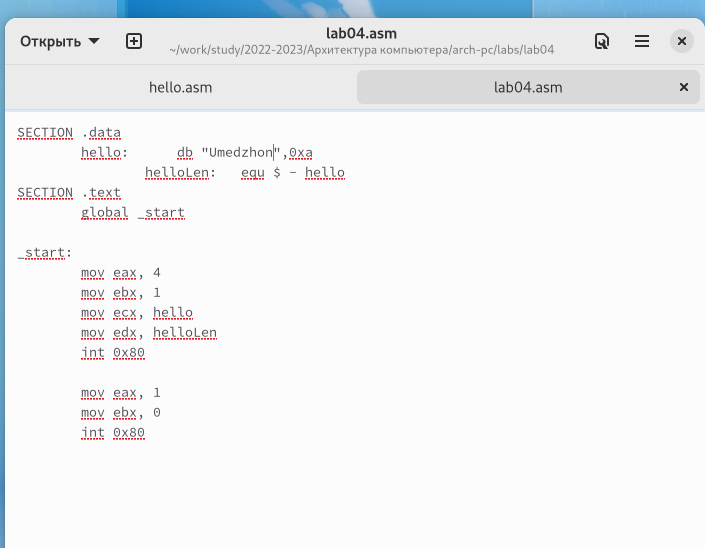 Открыть
lab04.asm
~/work/study/2022-2023/Архитектура компьютера/arch-pc/labs/lab04
hello.asm
lab04.asm
SECTION .data
hello: db "Umedzhon",0xa
helloLen: equ $ - hello
SECTION .text
global _start
_start:
mov eax, 4
mov ebx, 1
mov ecx, hello
mov edx, helloLen
int 0x80
mov eax, 1
mov ebx, 0
int 0x80